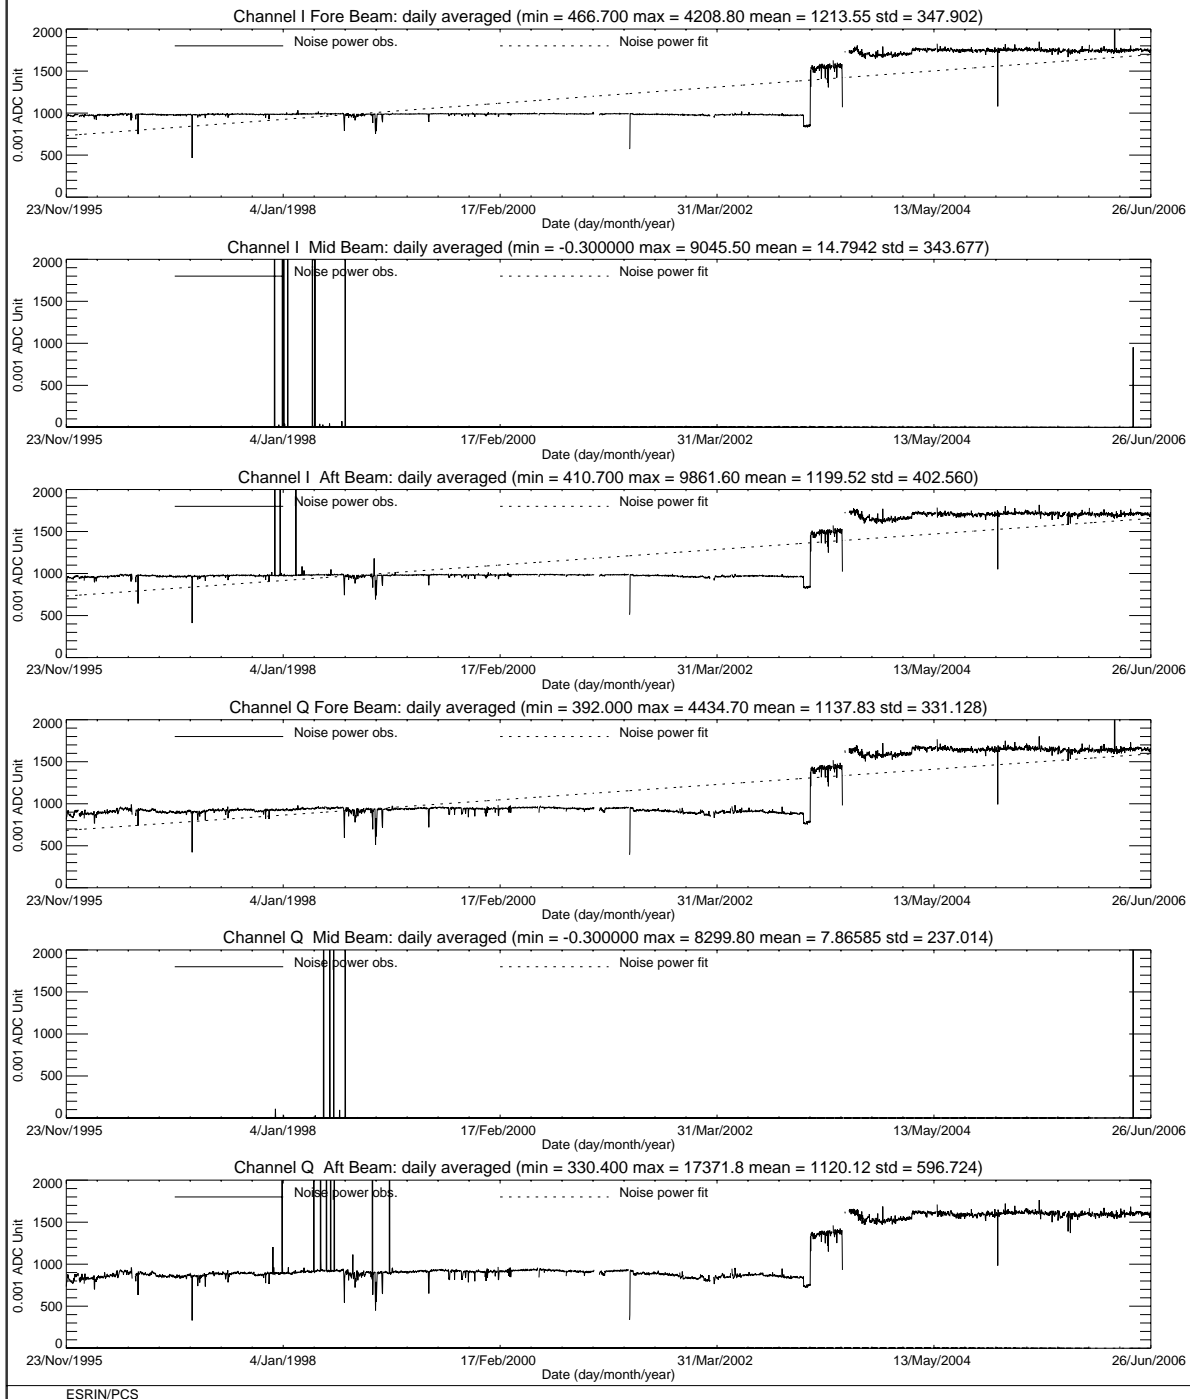 Channel I Fore Beam: daily averaged (min = 466.700 max = 4208.80 mean = 1213.55 std = 347.902)
2000
Noise power obs.
Noise power fit
1500
1000
500
0
0.001 ADC Unit
23/Nov/1995 4/Jan/1998 17/Feb/2000 31/Mar/2002 13/May/2004 26/Jun/2006
Date (day/month/year)
Channel I Mid Beam: daily averaged (min = -0.300000 max = 9045.50 mean = 14.7942 std = 343.677)
2000
Noise power obs.
Noise power fit
1500
1000
500
0
0.001 ADC Unit
23/Nov/1995 4/Jan/1998 17/Feb/2000 31/Mar/2002 13/May/2004 26/Jun/2006
Date (day/month/year)
Channel I Aft Beam: daily averaged (min = 410.700 max = 9861.60 mean = 1199.52 std = 402.560)
2000
Noise power obs.
Noise power fit
1500
1000
500
0
0.001 ADC Unit
23/Nov/1995 4/Jan/1998 17/Feb/2000 31/Mar/2002 13/May/2004 26/Jun/2006
Date (day/month/year)
Channel Q Fore Beam: daily averaged (min = 392.000 max = 4434.70 mean = 1137.83 std = 331.128)
2000
Noise power obs.
Noise power fit
1500
1000
500
0
0.001 ADC Unit
23/Nov/1995 4/Jan/1998 17/Feb/2000 31/Mar/2002 13/May/2004 26/Jun/2006
Date (day/month/year)
Channel Q Mid Beam: daily averaged (min = -0.300000 max = 8299.80 mean = 7.86585 std = 237.014)
2000
Noise power obs.
Noise power fit
1500
1000
500
0
0.001 ADC Unit
23/Nov/1995 4/Jan/1998 17/Feb/2000 31/Mar/2002 13/May/2004 26/Jun/2006
Date (day/month/year)
Channel Q Aft Beam: daily averaged (min = 330.400 max = 17371.8 mean = 1120.12 std = 596.724)
2000
Noise power obs.
Noise power fit
1500
1000
500
0
0.001 ADC Unit
23/Nov/1995 4/Jan/1998 17/Feb/2000 31/Mar/2002 13/May/2004 26/Jun/2006
Date (day/month/year)
ESRIN/PCS